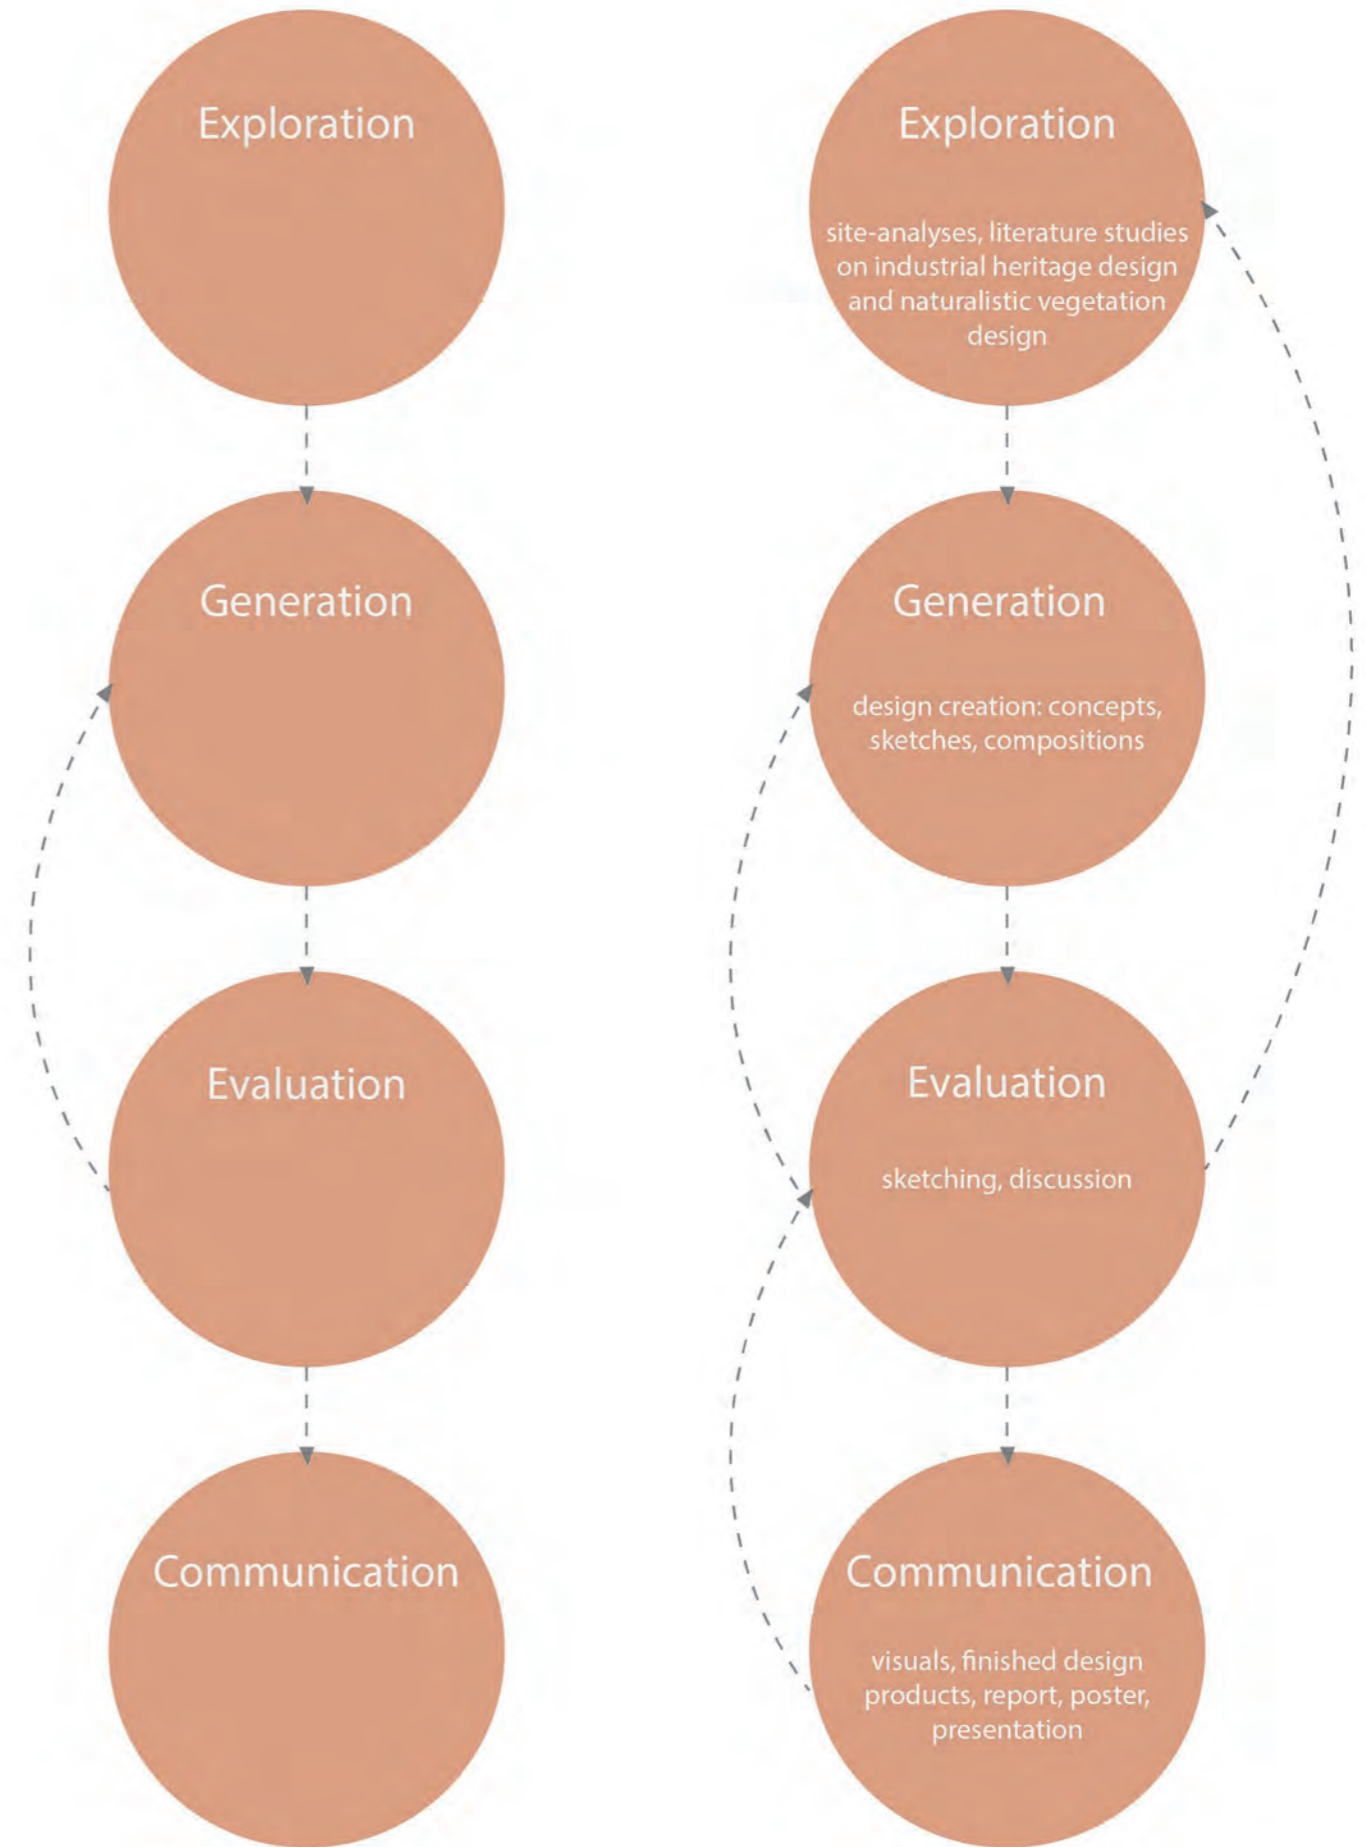 Exploration
Generation
Evaluation
Communication
Exploration
site-analyses, literature studies
on industrial heritage design
and naturalistic vegetation
design
Generation
design creation: concepts,
sketches, compositions
Evaluation
sketching, discussion
Communication
visuals, finished design
products, report, poster,
presentation